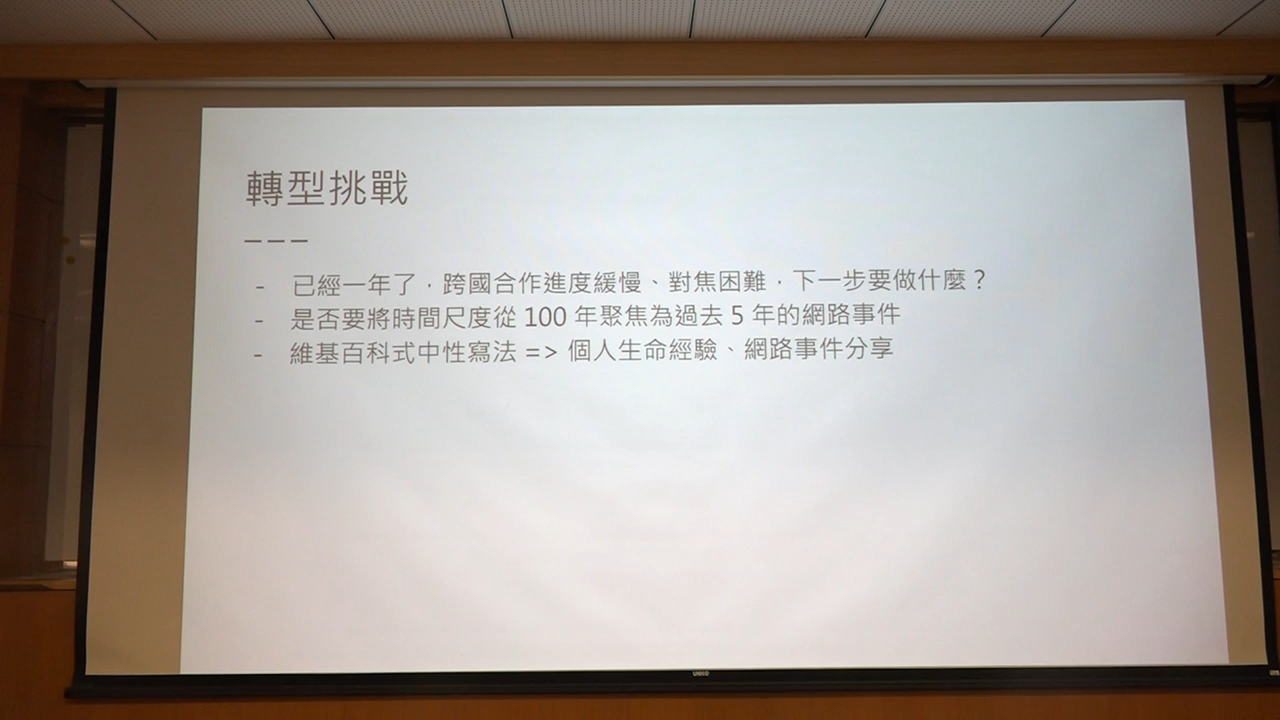 轉型挑戰
– – –
- 已經一年了，跨國合作進度緩慢、對焦困難，下一步要做什麼？
- 是否要將時間尺度從 100 年聚焦為過去 5 年的網路事件
- 維基百科式中性寫法 => 個人生命經驗、網路事件分享